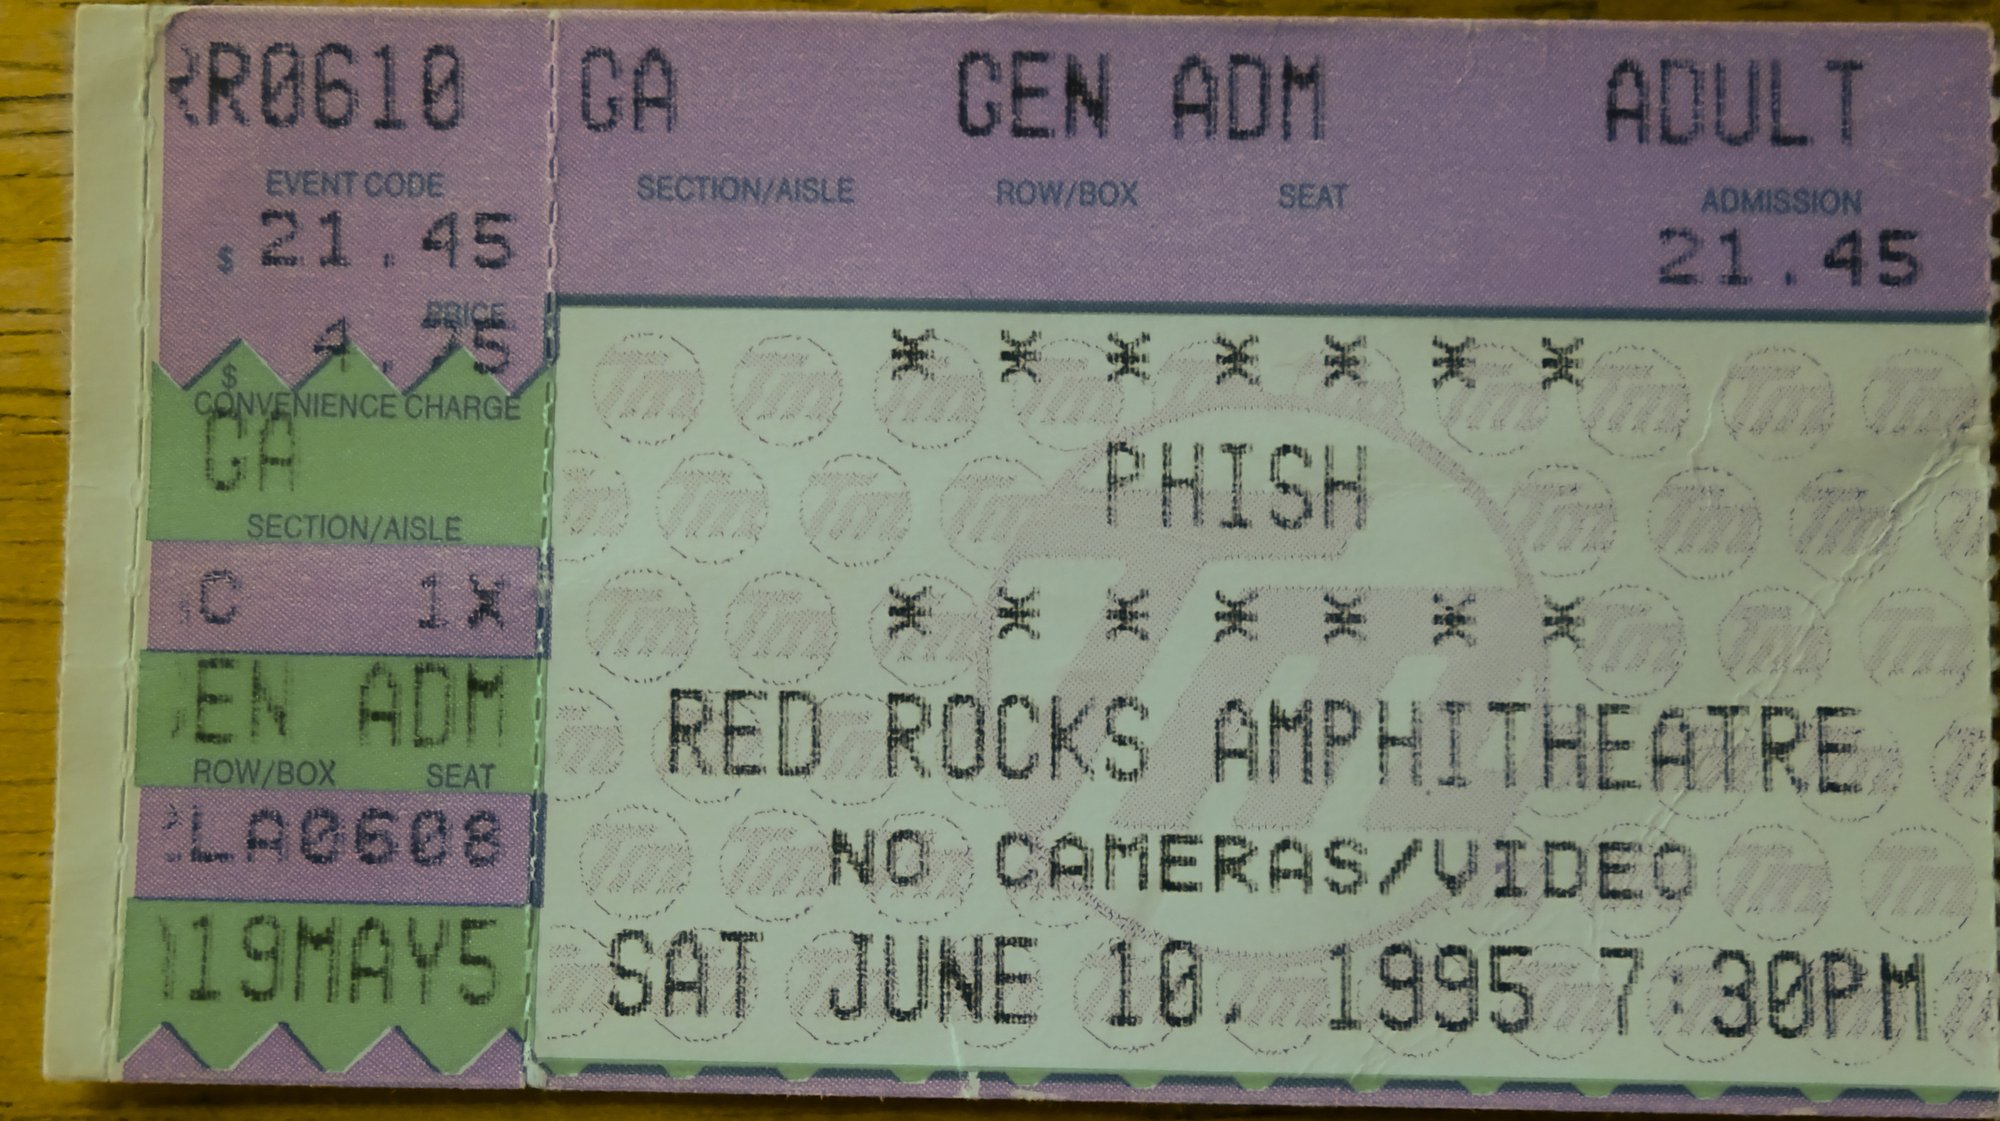 RR0610
EVENT CODE
$ 21.45
PRICE
4.75
$
CONVENIENCE CHARGE
GA
SECTION/AISLE
C 1X
EN ADM
ROW/BOX SEAT
LA0608
19MAY5
GA GEN ADM ADULT
SECTION/AISLE ROW/BOX SEAT ADMISSION
21.45
* * * * * * *
PHISH
* * * * * * *
RED ROCKS AMPHITHEATRE
NO CAMERAS/VIDEO
SAT JUNE 10, 1995 7:30PM